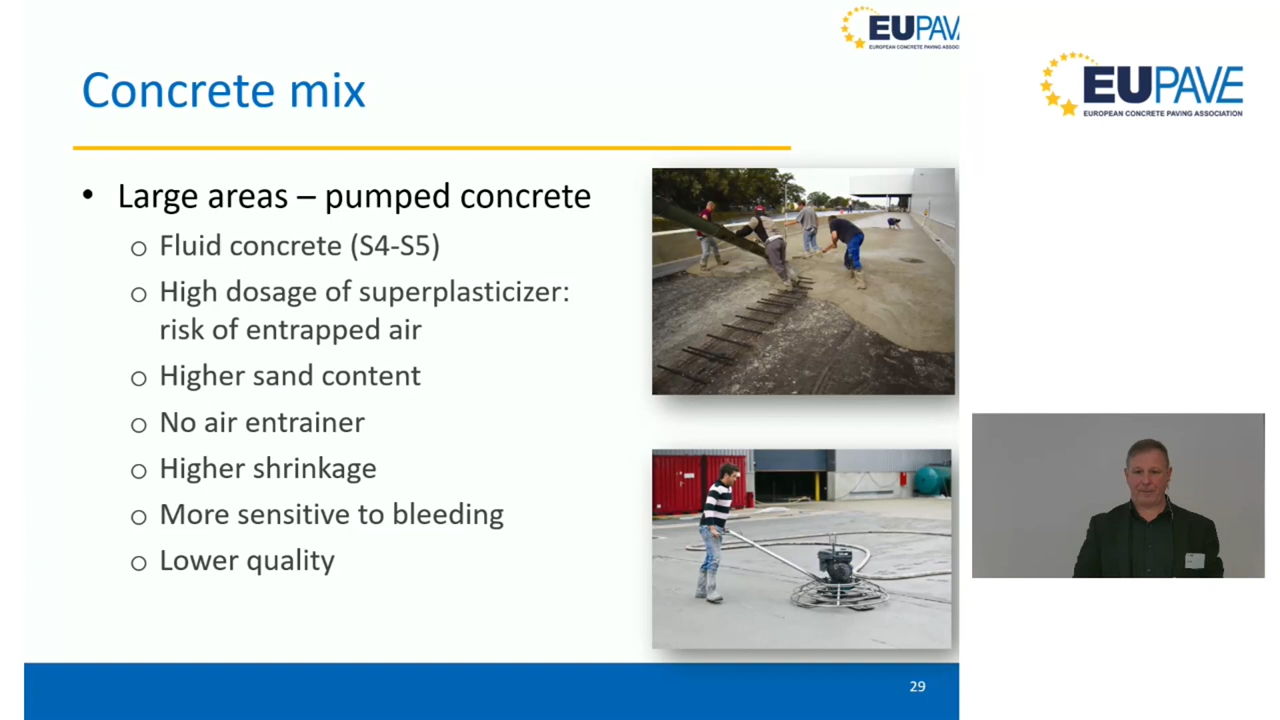 EUPAV
EUROPEAN CONCRETE PAVING ASSOC
EUPAVE
EUROPEAN CONCRETE PAVING ASSOCIATION
Concrete mix
• Large areas – pumped concrete
o Fluid concrete (S4-S5)
o High dosage of superplasticizer:
risk of entrapped air
o Higher sand content
o No air entrainer
o Higher shrinkage
o More sensitive to bleeding
o Lower quality
29